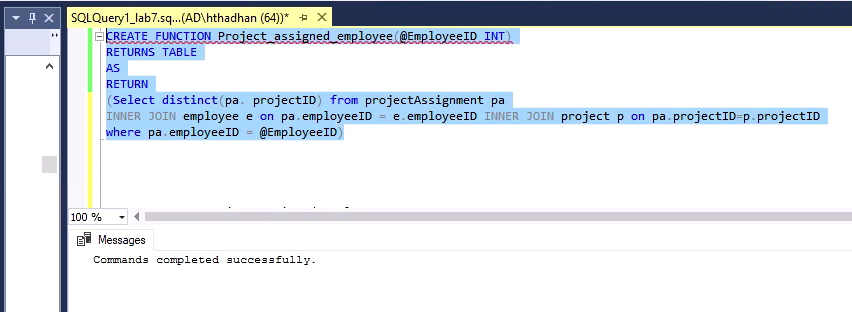 SQLQuery1_lab7.sq...(AD\hthadhan (64))*
CREATE FUNCTION Project_assigned_employee(@EmployeeID INT)
RETURNS TABLE
AS
RETURN
(Select distinct(pa. projectID) from projectAssignment pa
INNER JOIN employee e on pa.employeeID = e.employeeID INNER JOIN project p on pa.projectID=p.projectID
where pa.employeeID = @EmployeeID)
100 %
Messages
Commands completed successfully.